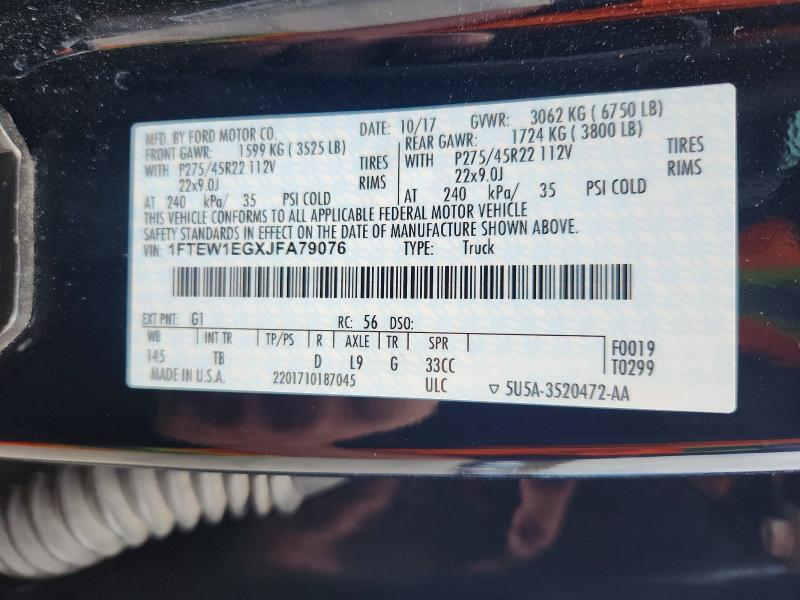 MFD. BY FORD MOTOR CO. DATE: 10/17 GVWR: 3062 KG ( 6750 LB)
FRONT GAWR: 1599 KG ( 3525 LB) REAR GAWR: 1724 KG ( 3800 LB)
WITH P275/45R22 112V TIRES WITH P275/45R22 112V TIRES
22x9.0J RIMS 22x9.0J RIMS
AT 240 kPa/ 35 PSI COLD AT 240 kPa/ 35 PSI COLD
THIS VEHICLE CONFORMS TO ALL APPLICABLE FEDERAL MOTOR VEHICLE
SAFETY STANDARDS IN EFFECT ON THE DATE OF MANUFACTURE SHOWN ABOVE.
VIN: 1FTEW1EGXJFA79076 TYPE: Truck
EXT PNT: G1 RC: 56 DSO:
WB INT TR TP/PS R AXLE TR SPR
145 TB D L9 G 33CC F0019
MADE IN U.S.A. 2201710187045 ULC T0299
▽ 5U5A-3520472-AA